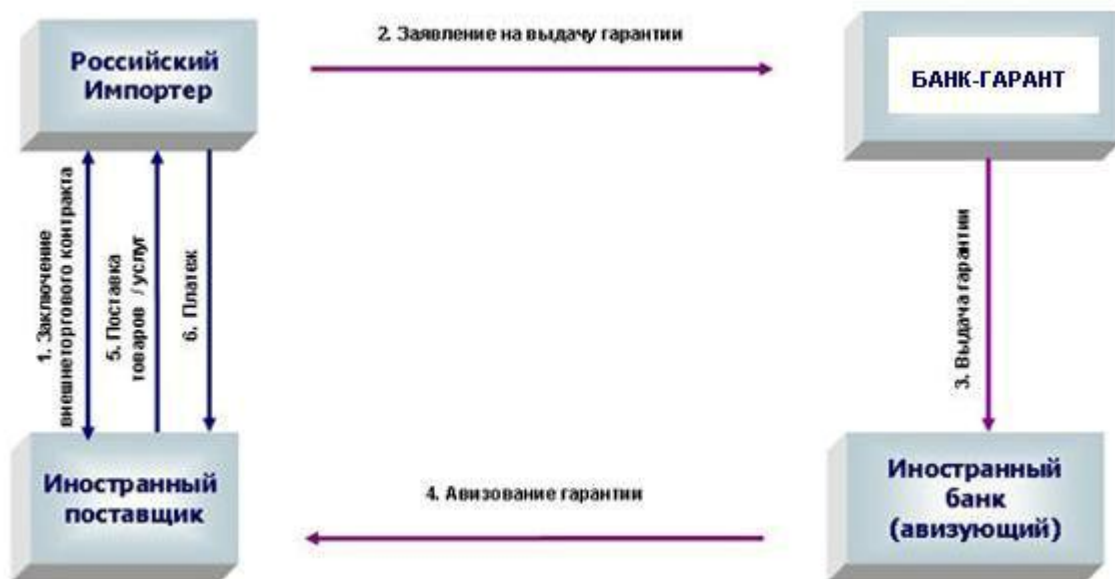 2. Заявление на выдачу гарантии
Российский
Импортер
БАНК-ГАРАНТ
1. Заключение
внешнеторгового контракта
5. Поставка
товаров / услуг
6. Платеж
3. Выдача гарантии
Иностранный
поставщик
4. Авизование гарантии
Иностранный
банк
(авизующий)